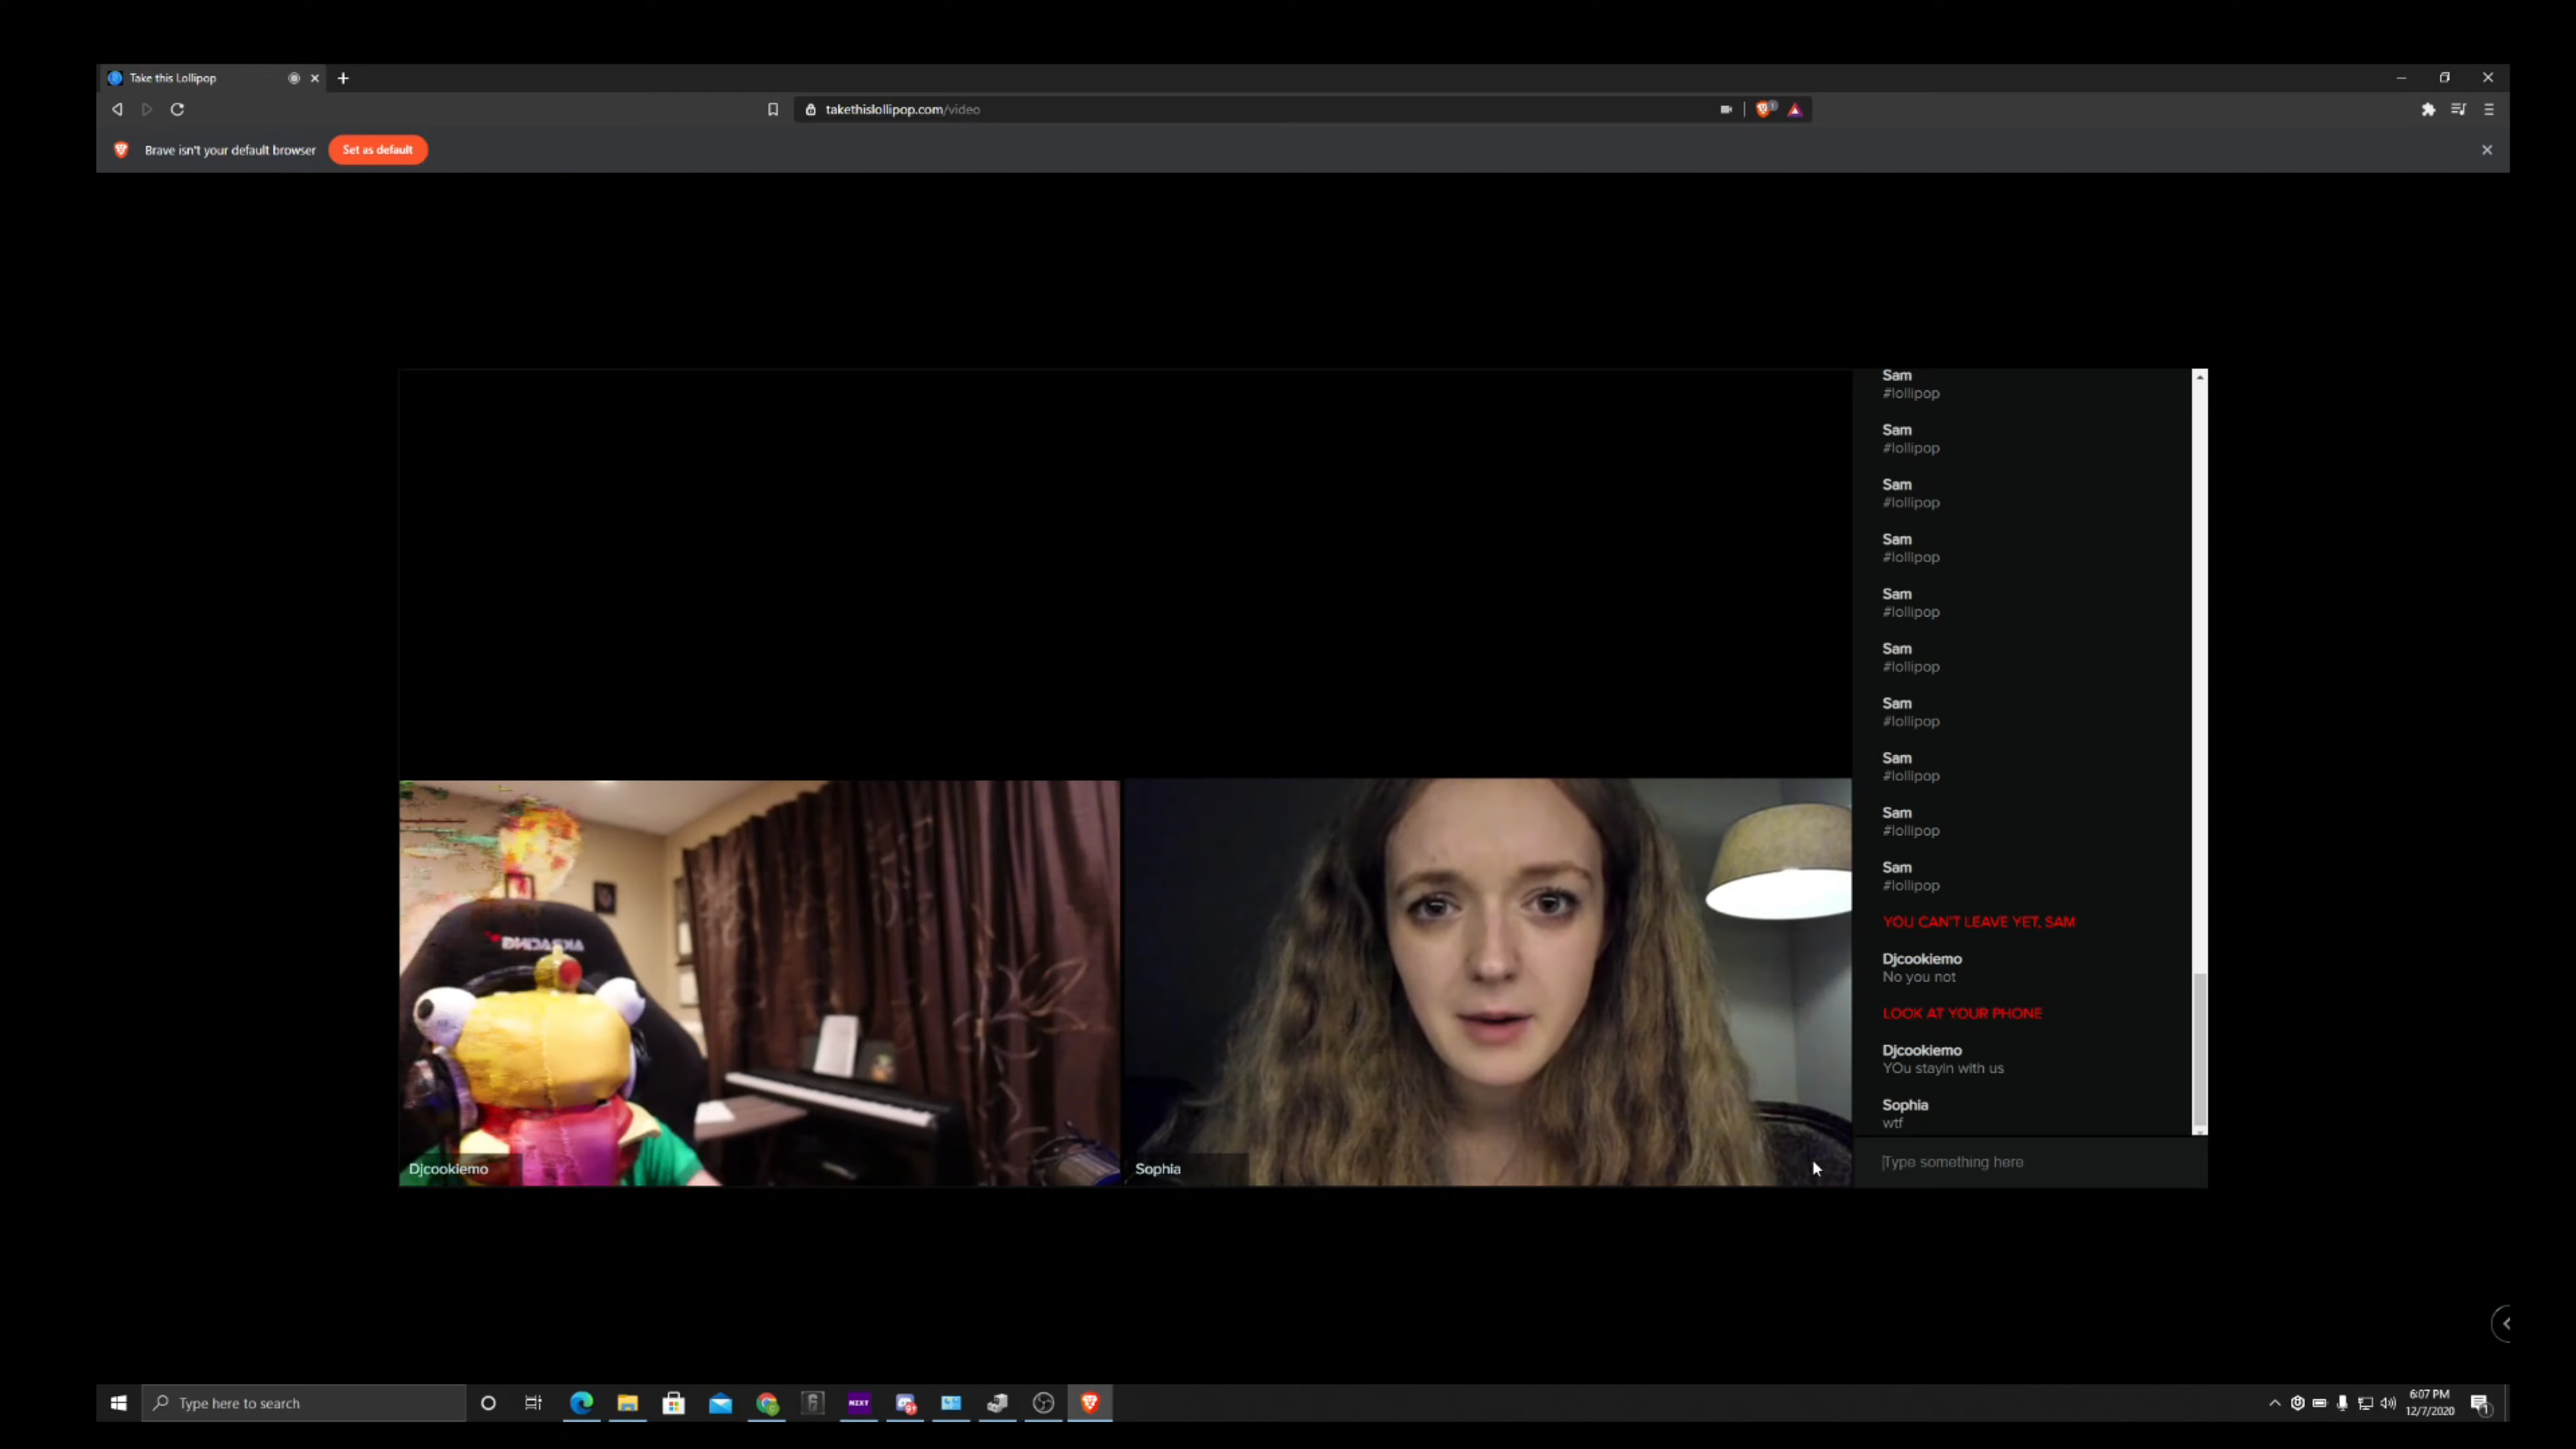 Take this Lollipop
takethislollipop.com/video
Brave isn't your default browser
Set as default
Sam
#lollipop
Sam
#lollipop
Sam
#lollipop
Sam
#lollipop
Sam
#lollipop
Sam
#lollipop
Sam
#lollipop
Sam
#lollipop
Sam
#lollipop
Sam
#lollipop
YOU CAN'T LEAVE YET, SAM
Djcookiemo
No you not
LOOK AT YOUR PHONE
Djcookiemo
YOu stayin with us
Sophia
wtf
Type something here
AKRACING
Djcookiemo
Sophia
Type here to search
NZXT
6:07 PM
12/7/2020